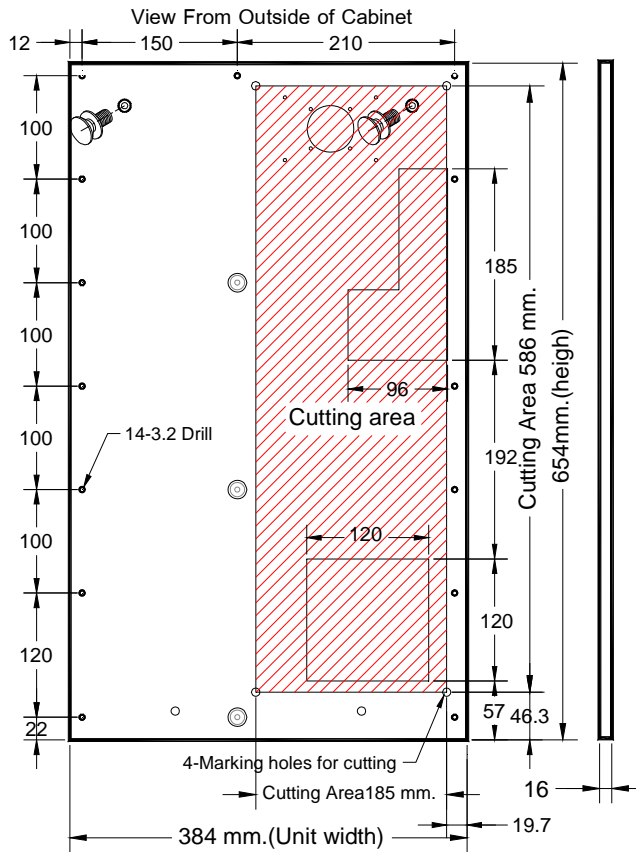 View From Outside of Cabinet
12
150
210
100
100
100
100
100
120
22
14-3.2 Drill
Cutting area
96
120
185
192
120
57
46.3
Cutting Area 586 mm.
654mm.(heigh)
4-Marking holes for cutting
Cutting Area185 mm.
16
19.7
384 mm.(Unit width)